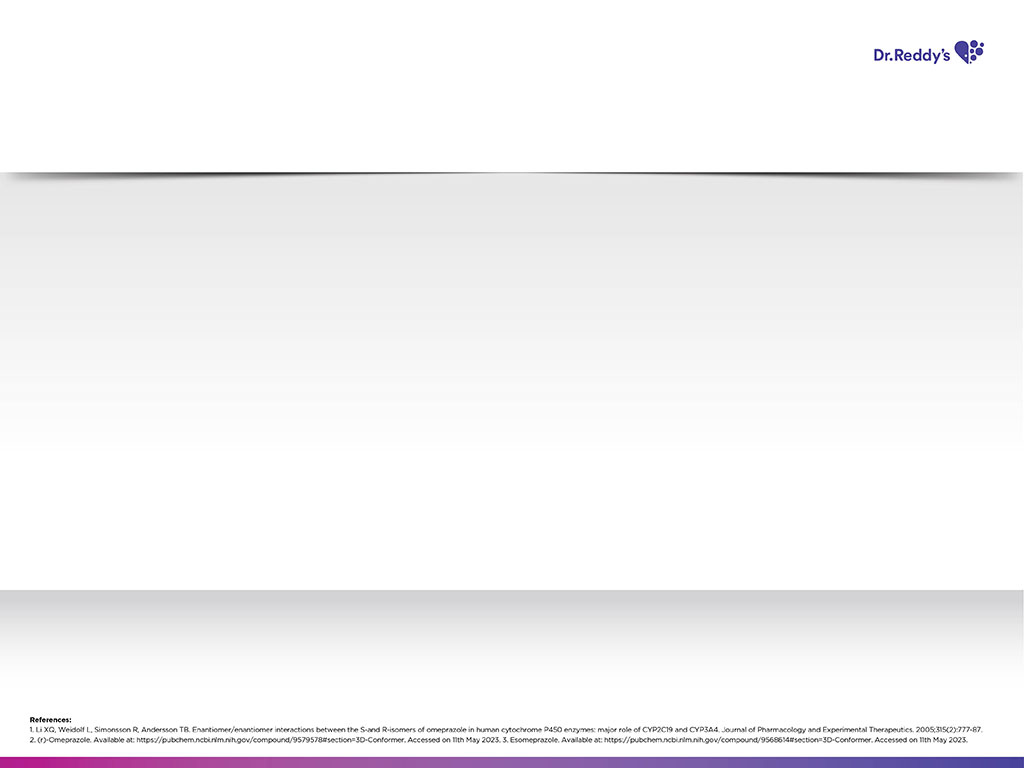 Dr.Reddy's
References:
1. Li XQ, Weidolf L, Simonsson R, Andersson TB. Enantiomer/enantiomer interactions between the S-and R-isomers of omeprazole in human cytochrome P450 enzymes: major role of CYP2C19 and CYP3A4. Journal of Pharmacology and Experimental Therapeutics. 2005;315(2):777-87.
2. (r)-Omeprazole. Available at: https://pubchem.ncbi.nlm.nih.gov/compound/9579578#section=3D-Conformer. Accessed on 11th May 2023. 3. Esomeprazole. Available at: https://pubchem.ncbi.nlm.nih.gov/compound/9568614#section=3D-Conformer. Accessed on 11th May 2023.